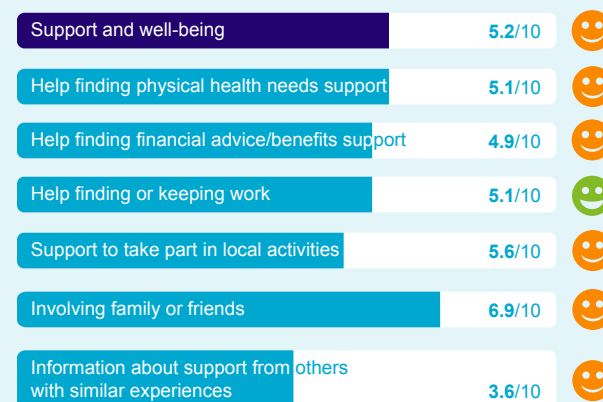 Support and well-being 5.2/10
Help finding physical health needs support 5.1/10
Help finding financial advice/benefits support 4.9/10
Help finding or keeping work 5.1/10
Support to take part in local activities 5.6/10
Involving family or friends 6.9/10
Information about support from others
with similar experiences 3.6/10